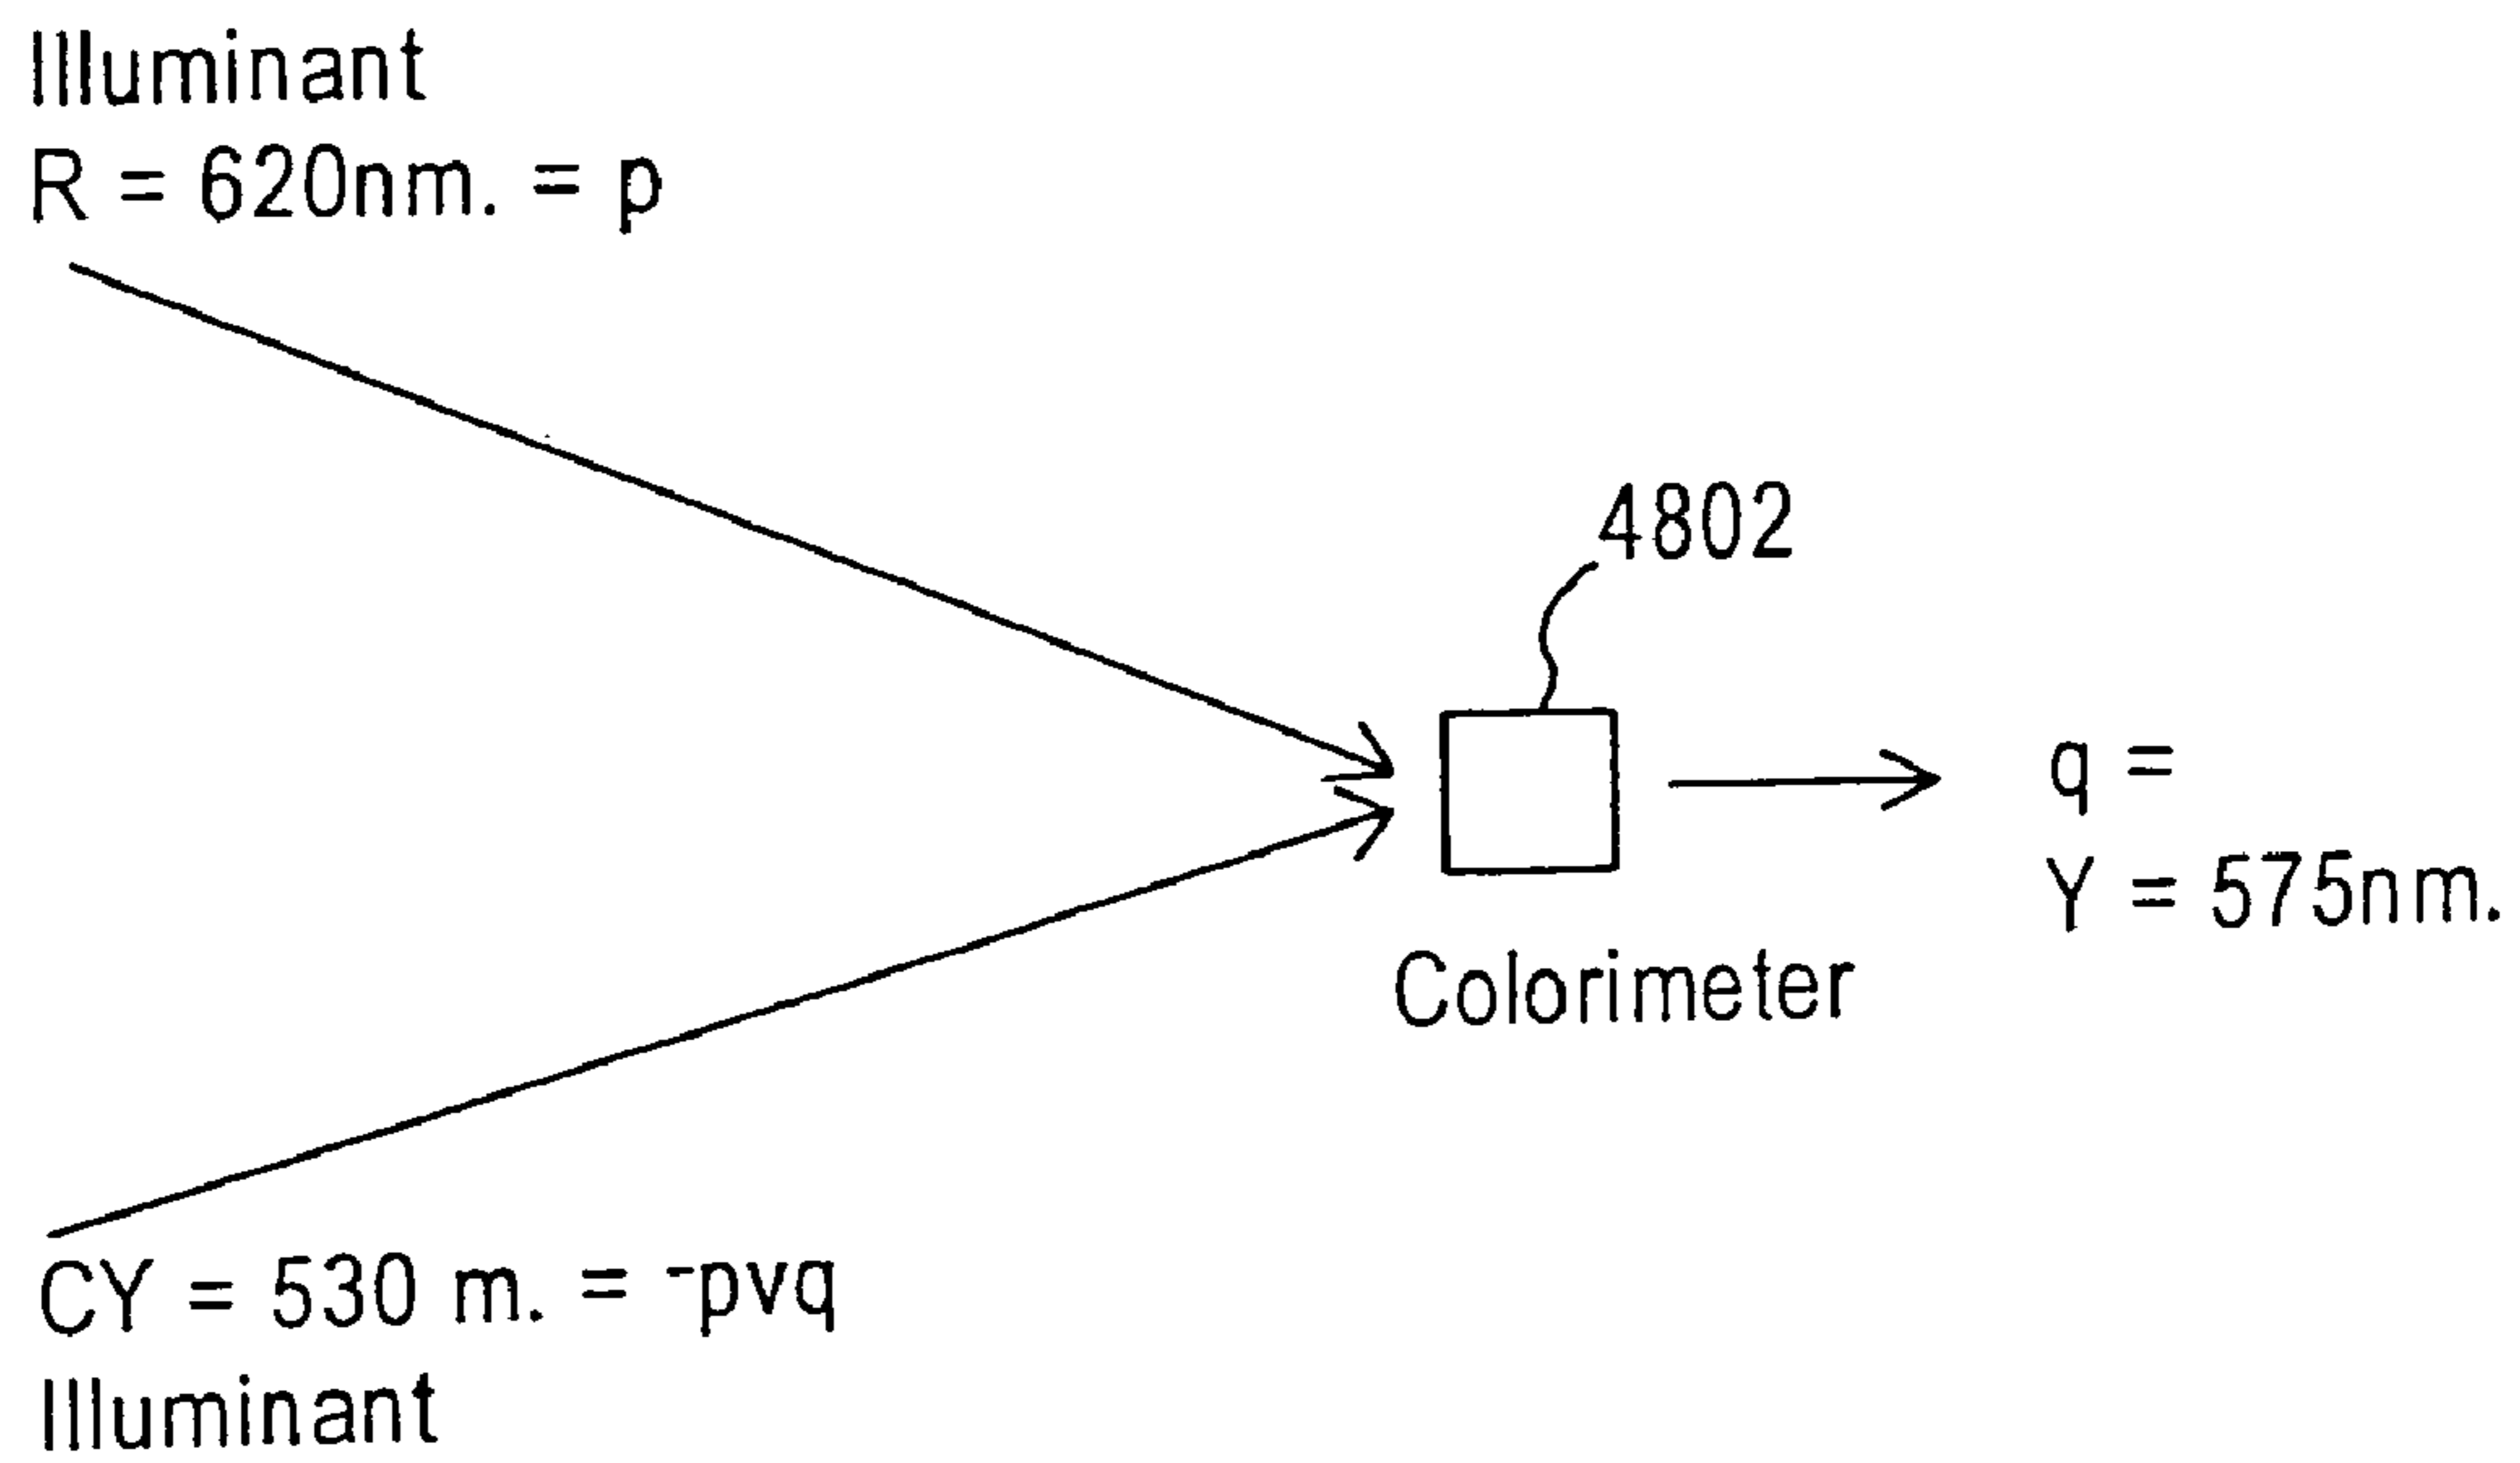 Illuminant
R = 620nm. = p
4802
q =
Y = 575nm.
Colorimeter
CY = 530 m. = ‾pvq
Illuminant